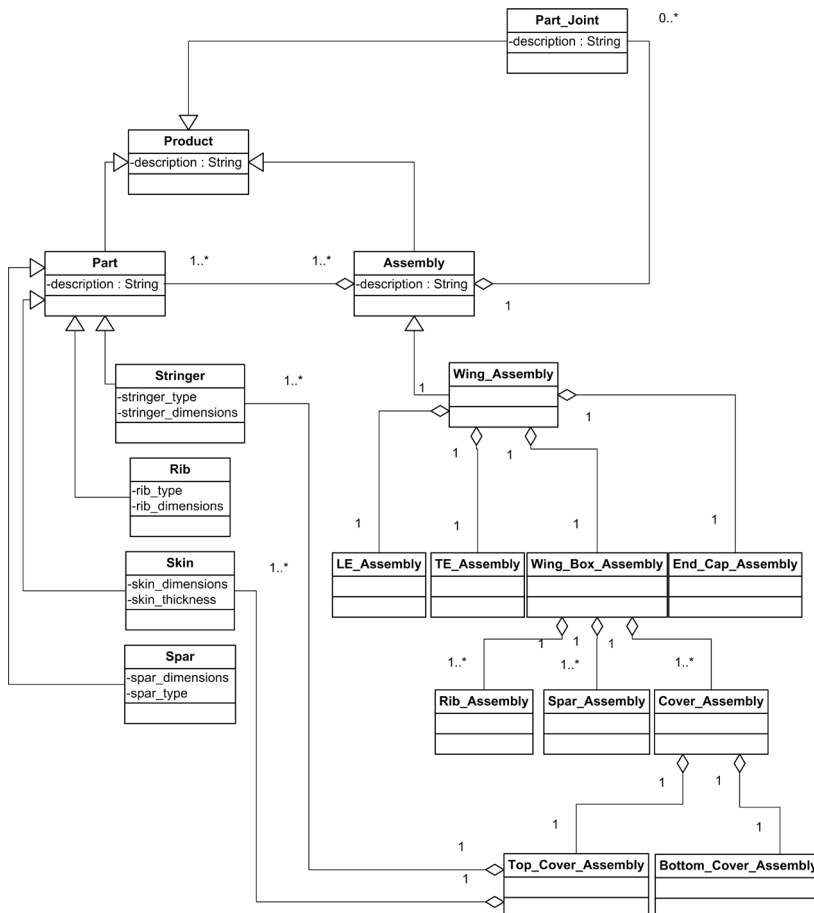 Part_Joint
0..*
-description : String
Product
-description : String
Part
1..*
1..*
Assembly
-description : String
-description : String
1
Stringer
1..*
-stringer_type
-stringer_dimensions
Wing_Assembly
1
1
1
1
Rib
-rib_type
-rib_dimensions
1
1
1
1
Skin
1..*
-skin_dimensions
-skin_thickness
LE_Assembly
TE_Assembly
Wing_Box_Assembly
End_Cap_Assembly
1
1
1
Spar
-spar_dimensions
-spar_type
1..*
1..*
1..*
Rib_Assembly
Spar_Assembly
Cover_Assembly
1
1
1
1
1
1
Top_Cover_Assembly
Bottom_Cover_Assembly